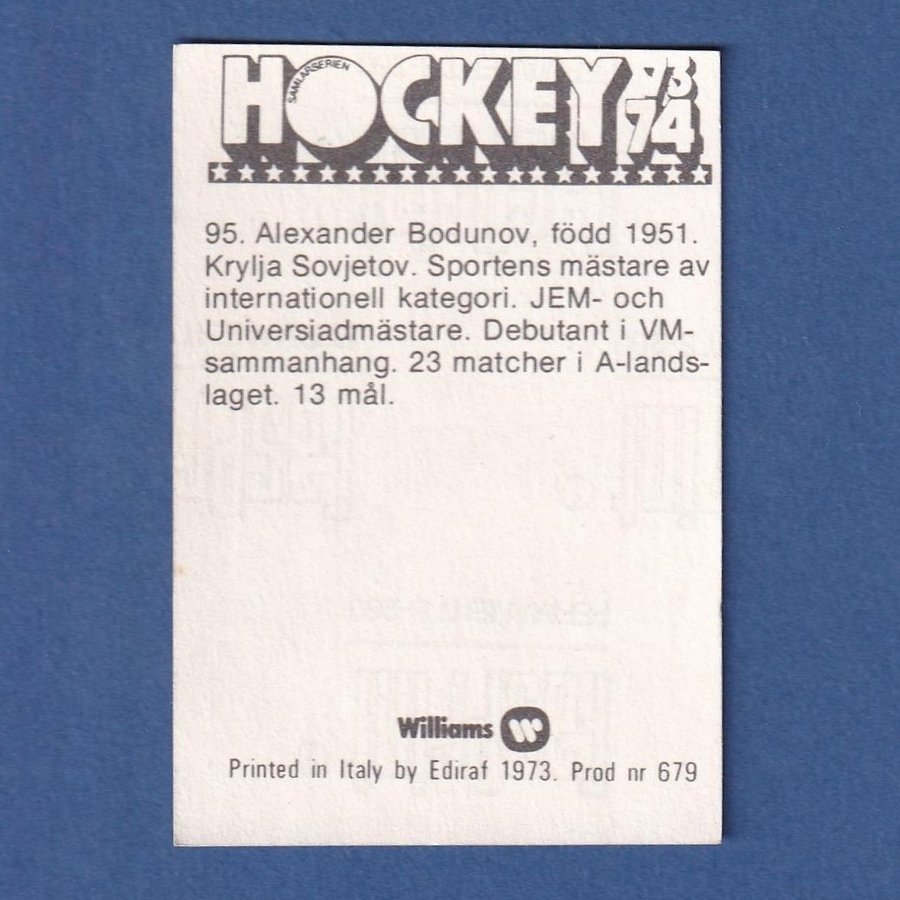 SAMLARSERIEN
HOCKEY 73
74
95. Alexander Bodunov, född 1951.
Krylja Sovjetov. Sportens mästare av
internationell kategori. JEM- och
Universiadmästare. Debutant i VM-
sammanhang. 23 matcher i A-lands-
laget. 13 mål.
Williams W
Printed in Italy by Ediraf 1973. Prod nr 679